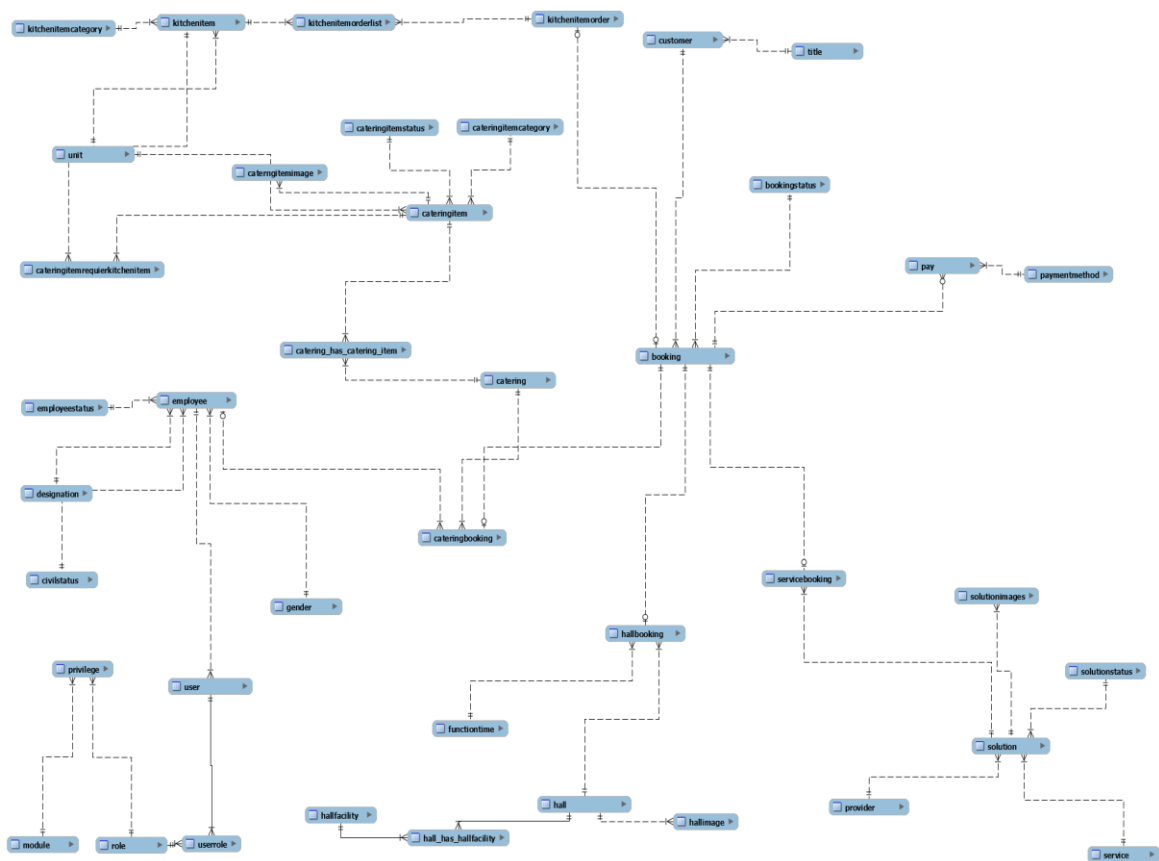 kitchenitemcategory
kitchenitem
kitchenitemorderlist
kitchenitemorder
customer
title
cateringitemstatus
cateringitemcategory
unit
caterngitemimage
bookingstatus
cateringitem
cateringitemrequierkitchenitem
pay
paymentmethod
catering_has_catering_item
booking
catering
employeestatus
employee
designation
cateringbooking
civilstatus
gender
servicebooking
solutionimages
hallbooking
privilege
user
solutionstatus
functiontime
solution
hall
provider
hallfacility
hallimage
module
role
userrole
hall_has_hallfacility
service